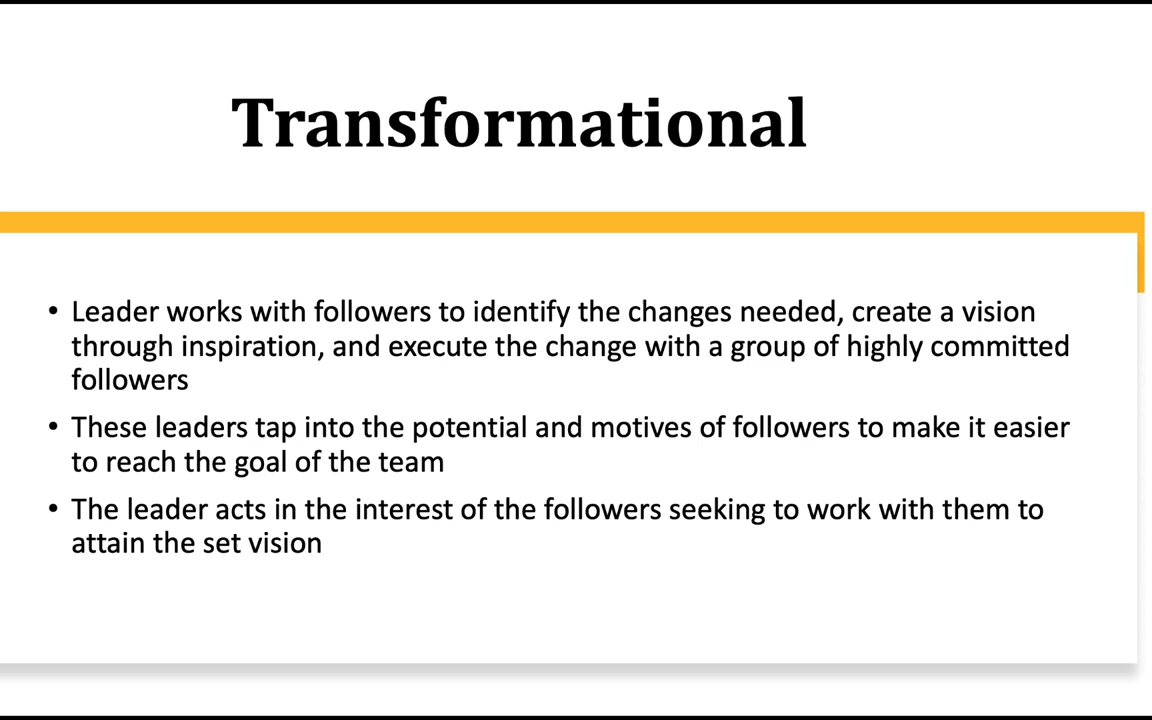 Transformational
• Leader works with followers to identify the changes needed, create a vision
through inspiration, and execute the change with a group of highly committed
followers
• These leaders tap into the potential and motives of followers to make it easier
to reach the goal of the team
• The leader acts in the interest of the followers seeking to work with them to
attain the set vision